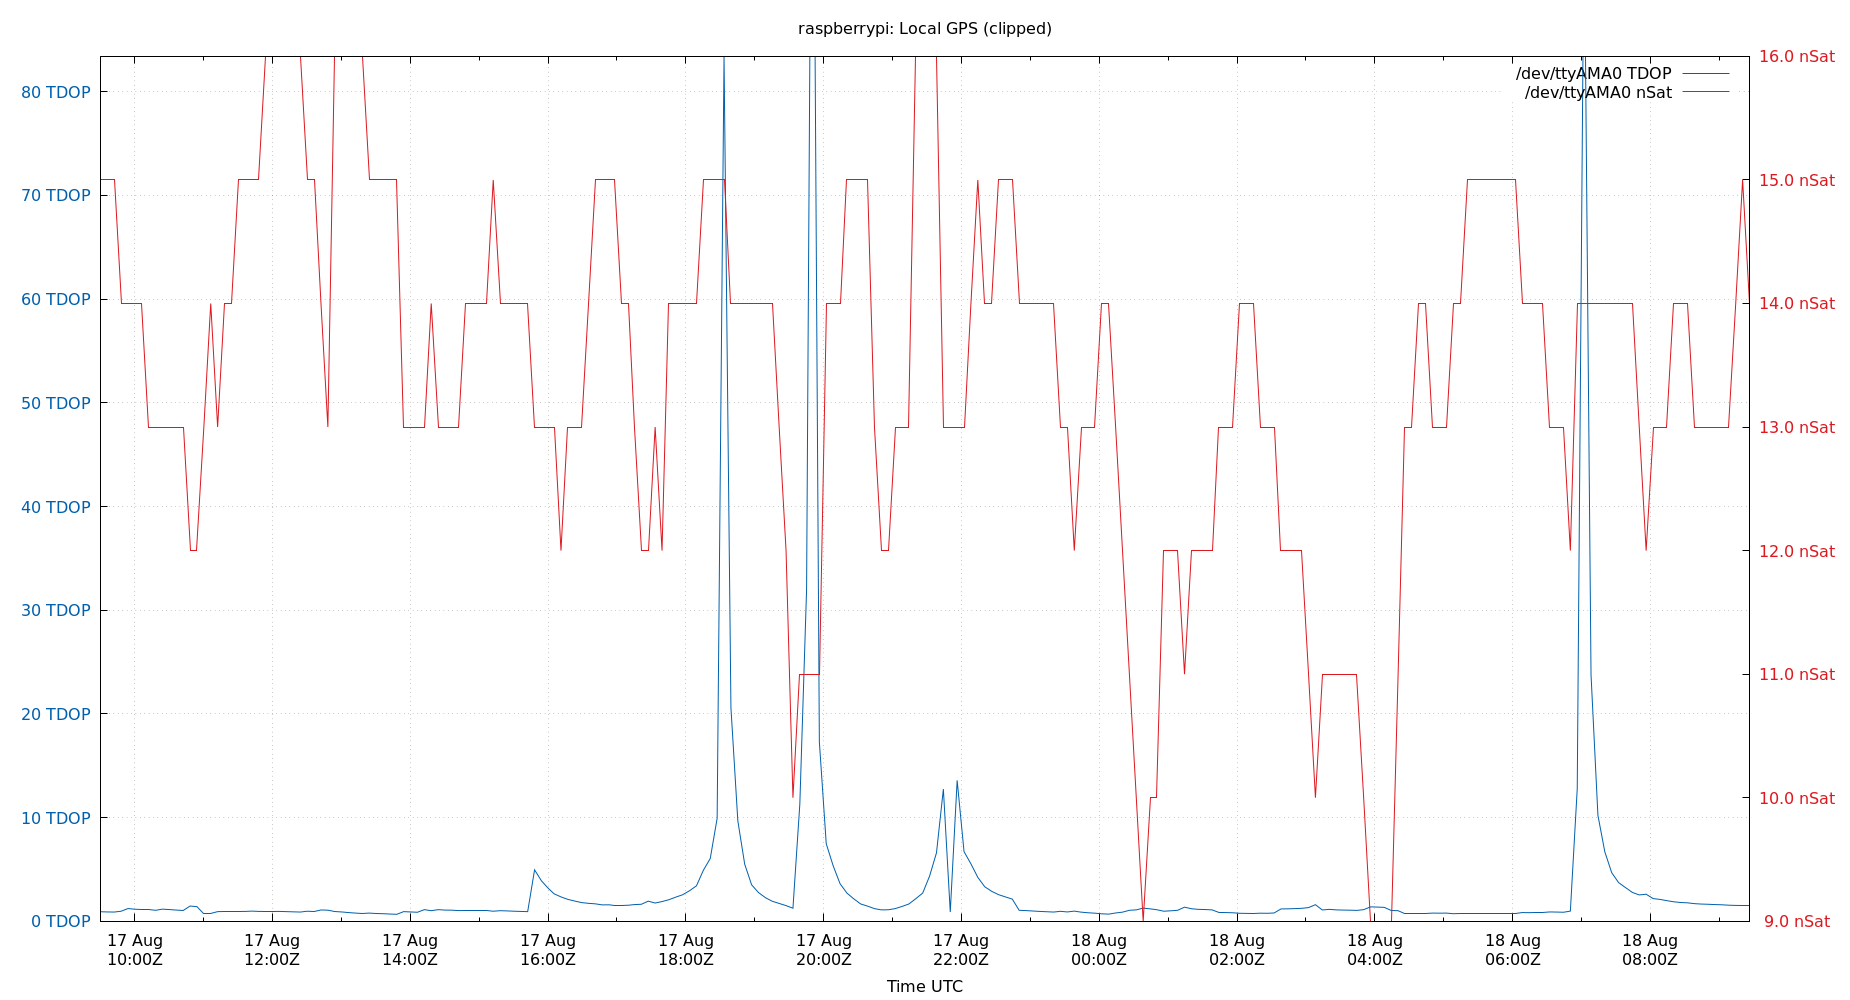 raspberrypi: Local GPS (clipped)
/dev/ttyAMA0 TDOP
/dev/ttyAMA0 nSat
80 TDOP
70 TDOP
60 TDOP
50 TDOP
40 TDOP
30 TDOP
20 TDOP
10 TDOP
0 TDOP
16.0 nSat
15.0 nSat
14.0 nSat
13.0 nSat
12.0 nSat
11.0 nSat
10.0 nSat
9.0 nSat
17 Aug
10:00Z
17 Aug
12:00Z
17 Aug
14:00Z
17 Aug
16:00Z
17 Aug
18:00Z
17 Aug
20:00Z
17 Aug
22:00Z
18 Aug
00:00Z
18 Aug
02:00Z
18 Aug
04:00Z
18 Aug
06:00Z
18 Aug
08:00Z
Time UTC